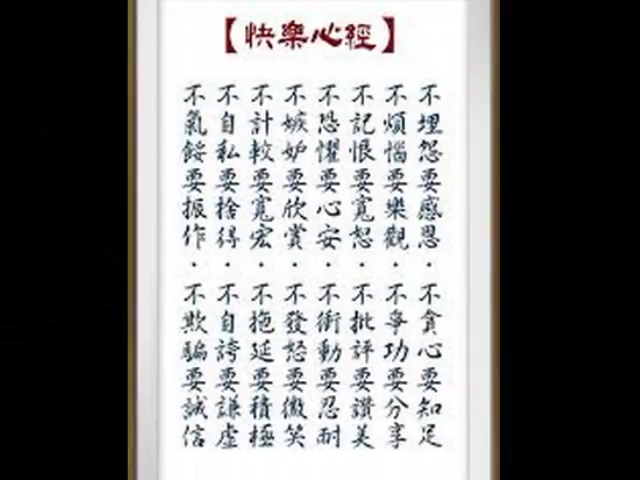 【快樂心經】
不埋怨要感恩·不貪心要知足
不煩惱要樂觀·不爭功要分享
不記恨要寬恕·不批評要讚美
不恐懼要心安·不衝動要忍耐
不嫉妒要欣賞·不發怒要微笑
不計較要寬宏·不拖延要積極
不自私要捨得·不自誇要謙虛
不氣餒要振作·不欺騙要誠信